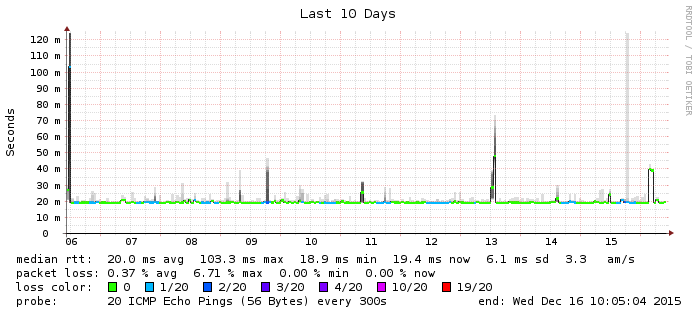 Last 10 Days
RRDTOOL / TOBI OETIKER
Seconds
120 m
110 m
100 m
90 m
80 m
70 m
60 m
50 m
40 m
30 m
20 m
10 m
0
06 07 08 09 10 11 12 13 14 15
median rtt: 20.0 ms avg 103.3 ms max 18.9 ms min 19.4 ms now 6.1 ms sd 3.3 am/s
packet loss: 0.37 % avg 6.71 % max 0.00 % min 0.00 % now
loss color: 0 1/20 2/20 3/20 4/20 10/20 19/20
probe: 20 ICMP Echo Pings (56 Bytes) every 300s end: Wed Dec 16 10:05:04 2015